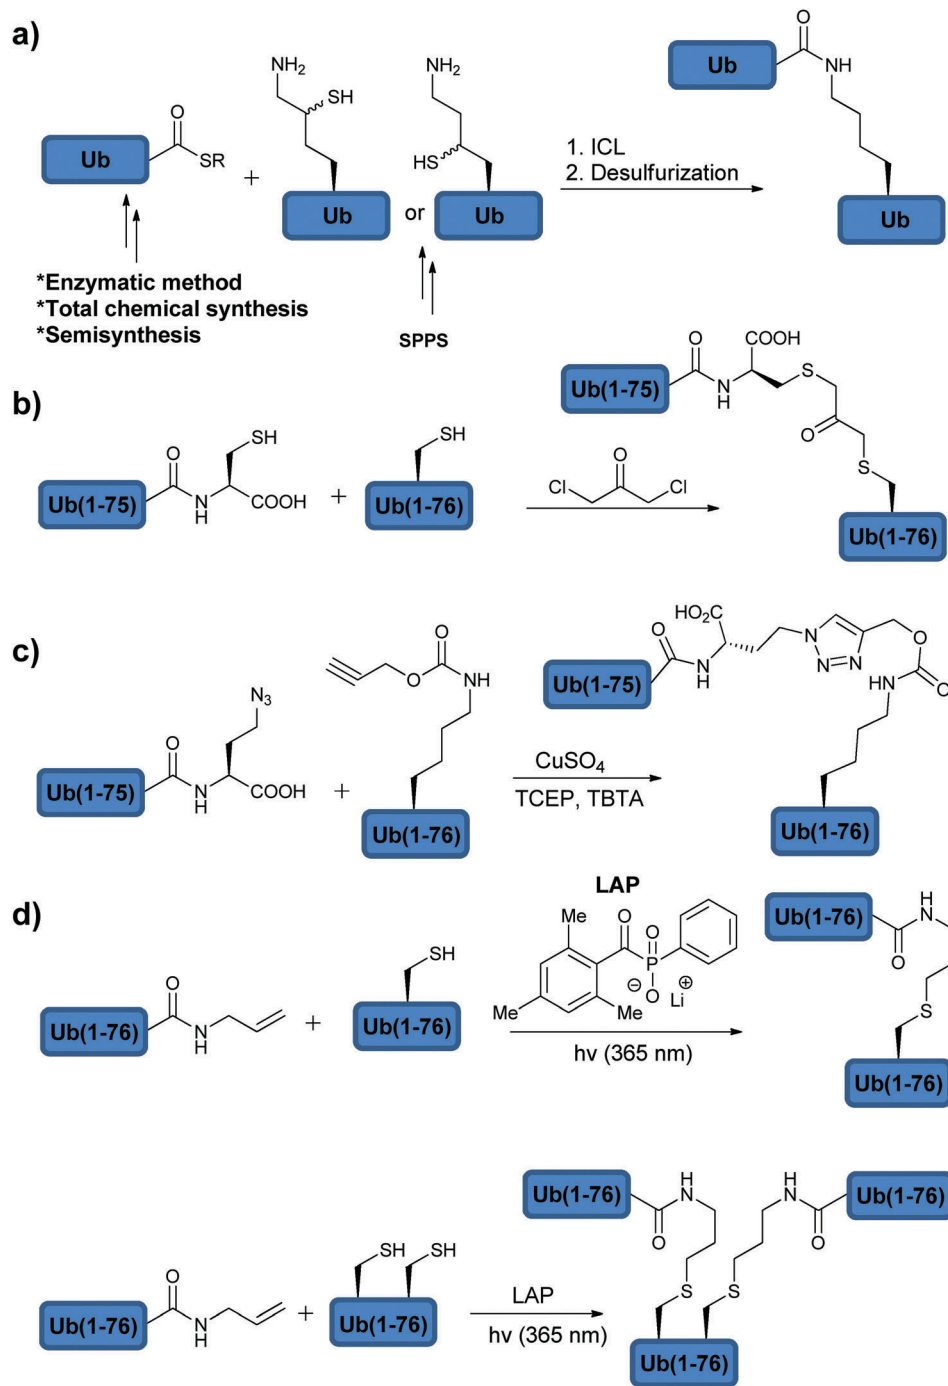 a)
O
NH
Ub
NH2
SH
NH2
O
SR
Ub
+
HS
1. ICL
2. Desulfurization
Ub
or
Ub
Ub
*Enzymatic method
*Total chemical synthesis
*Semisynthesis
SPPS
b)
O
COOH
S
Ub(1-75)
N
H
O
S
SH
O
SH
Ub(1-75)
N
H
COOH
+
Ub(1-76)
O
Cl
Cl
Ub(1-76)
c)
HO2C
O
NH
N
N=N
O
Ub(1-75)
HN
O
O
O
NH
N3
O
Ub(1-75)
N
H
COOH
+
CuSO4
TCEP, TBTA
Ub(1-76)
Ub(1-76)
d)
LAP
Me
O
O
P
⊖
O
⊕
Li
Me
Me
Ub(1-76)
H
N
O
SH
O
Ub(1-76)
N
H
+
Ub(1-76)
hv (365 nm)
S
Ub(1-76)
Ub(1-76)
H
N
O
H
N
O
Ub(1-76)
SH
SH
O
Ub(1-76)
N
H
+
Ub(1-76)
LAP
hv (365 nm)
S
S
Ub(1-76)